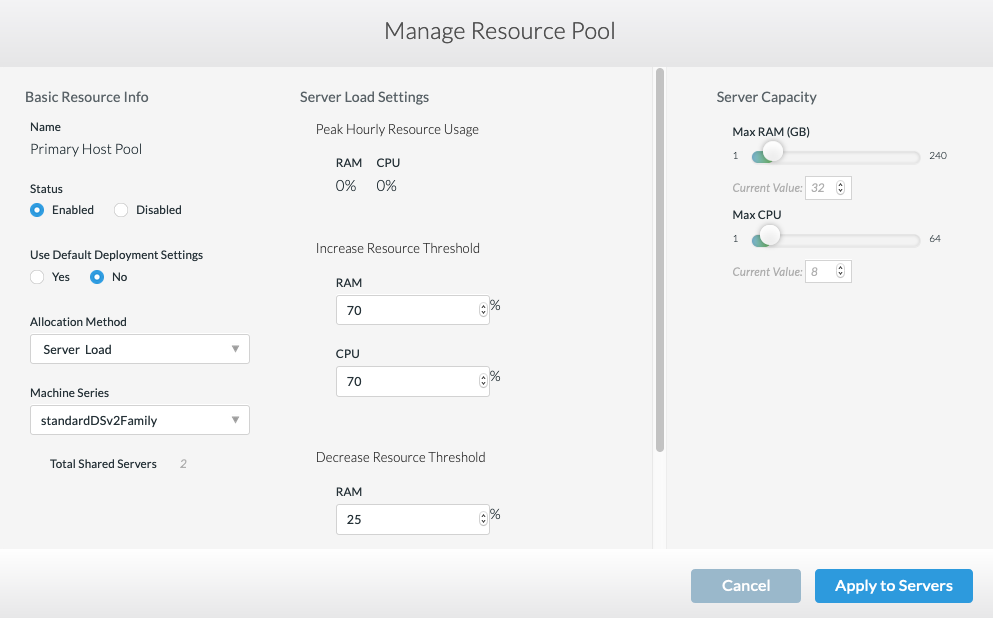 Manage Resource Pool
Basic Resource Info
Name
Primary Host Pool
Status
Enabled Disabled
Use Default Deployment Settings
Yes No
Allocation Method
Server Load
Machine Series
standardDSv2Family
Total Shared Servers 2
Server Load Settings
Peak Hourly Resource Usage
RAM CPU
0% 0%
Increase Resource Threshold
RAM
70 %
CPU
70 %
Decrease Resource Threshold
RAM
25 %
Server Capacity
Max RAM (GB)
1 240
Current Value: 32
Max CPU
1 64
Current Value: 8
Cancel Apply to Servers